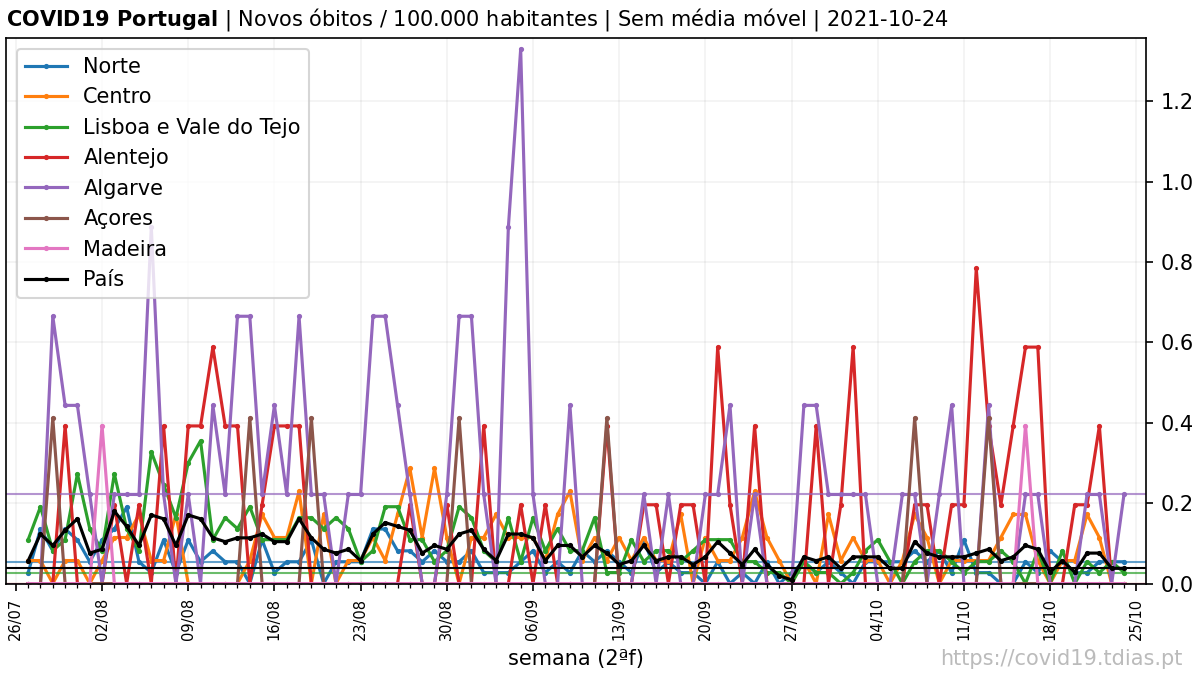 COVID19 Portugal | Novos óbitos / 100.000 habitantes | Sem média móvel | 2021-10-24
Norte
Centro
Lisboa e Vale do Tejo
Alentejo
Algarve
Açores
Madeira
País
1.2
1.0
0.8
0.6
0.4
0.2
0.0
26/07
02/08
09/08
16/08
23/08
30/08
06/09
13/09
20/09
27/09
04/10
11/10
18/10
25/10
semana (2ªf)
https://covid19.tdias.pt